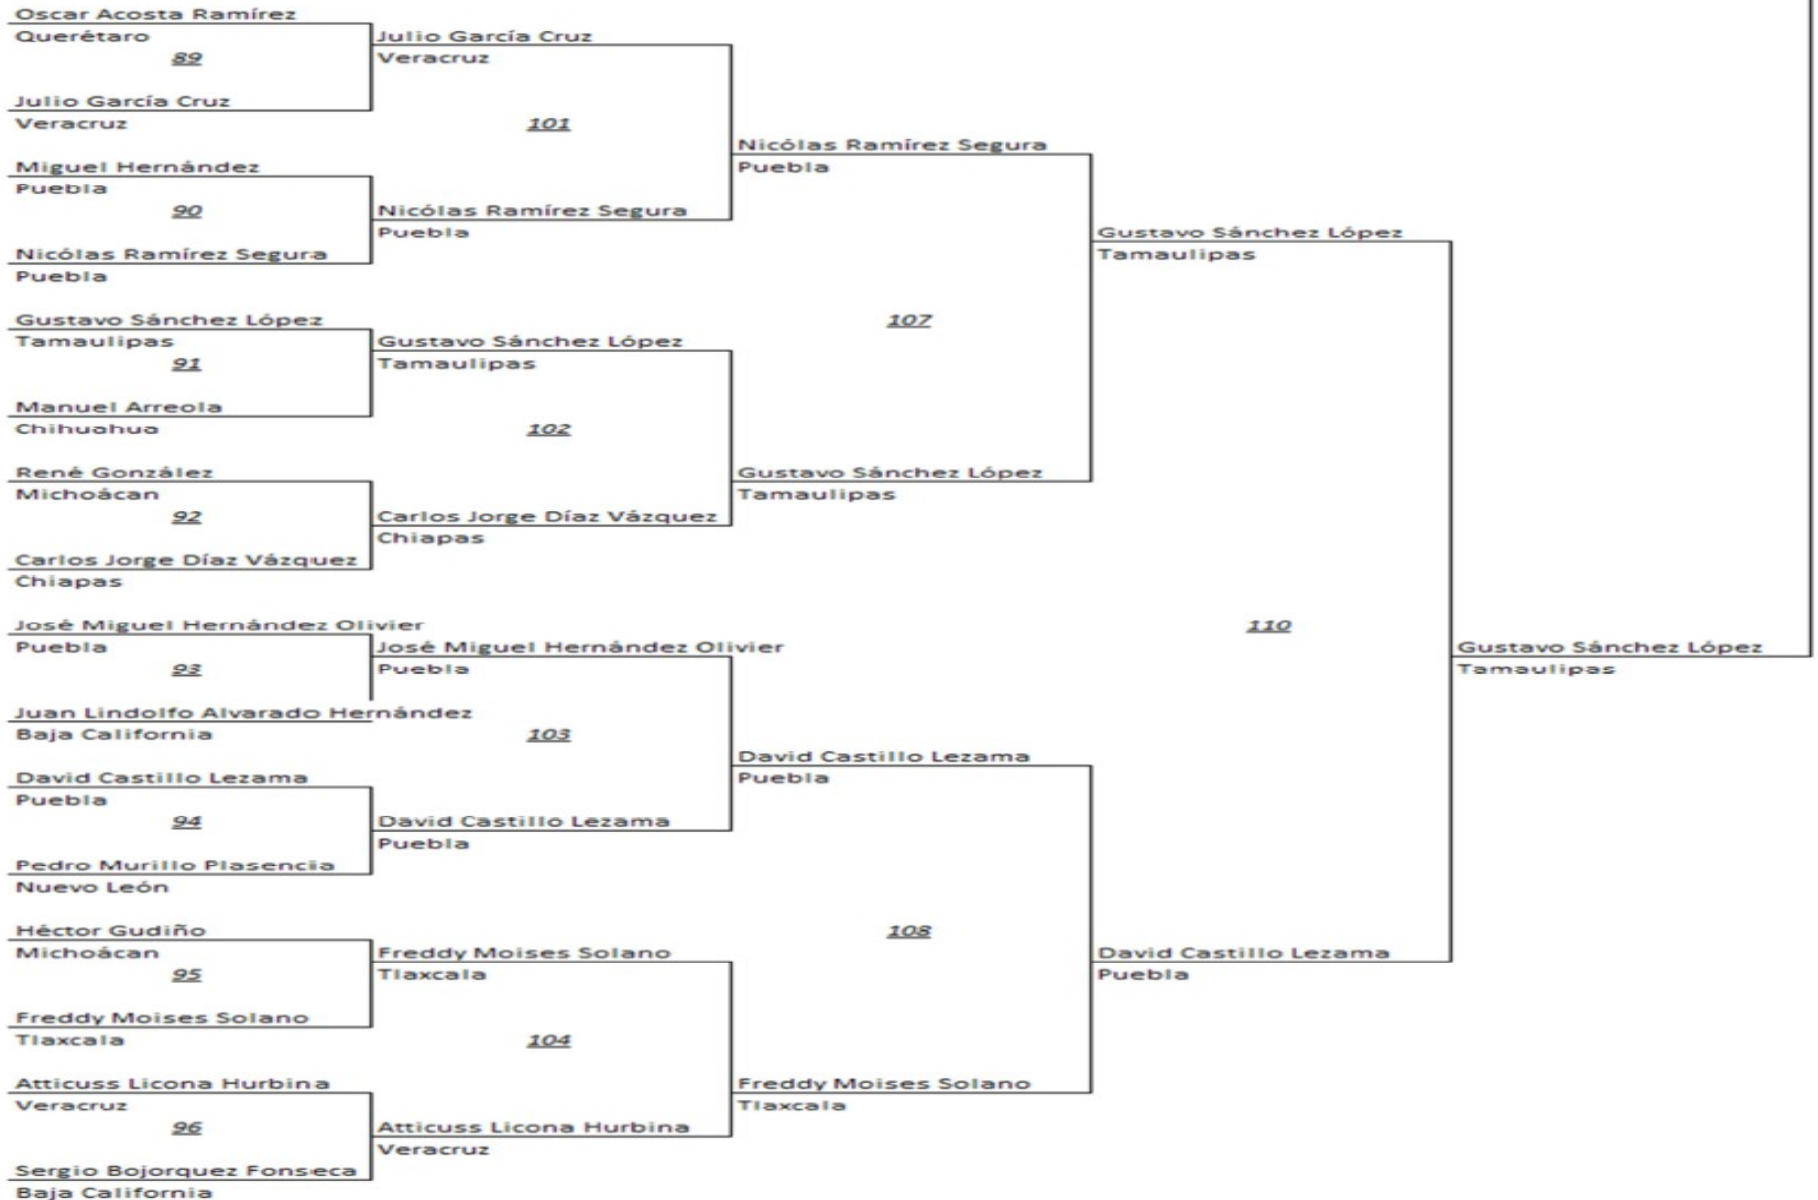 Oscar Acosta Ramírez
Querétaro
89
Julio García Cruz
Veracruz
Miguel Hernández
Puebla
90
Nicólas Ramírez Segura
Puebla
Gustavo Sánchez López
Tamaulipas
91
Manuel Arreola
Chihuahua
René González
Michoácan
92
Carlos Jorge Díaz Vázquez
Chiapas
José Miguel Hernández Olivier
Puebla
93
Juan Lindolfo Alvarado Hernández
Baja California
David Castillo Lezama
Puebla
94
Pedro Murillo Plasencia
Nuevo León
Héctor Gudiño
Michoácan
95
Freddy Moises Solano
Tlaxcala
Atticuss Licona Hurbina
Veracruz
96
Sergio Bojorquez Fonseca
Baja California
Julio García Cruz
Veracruz
101
Nicólas Ramírez Segura
Puebla
Gustavo Sánchez López
Tamaulipas
102
Carlos Jorge Díaz Vázquez
Chiapas
José Miguel Hernández Olivier
Puebla
103
David Castillo Lezama
Puebla
Freddy Moises Solano
Tlaxcala
104
Atticuss Licona Hurbina
Veracruz
Nicólas Ramírez Segura
Puebla
107
Gustavo Sánchez López
Tamaulipas
David Castillo Lezama
Puebla
108
Freddy Moises Solano
Tlaxcala
Gustavo Sánchez López
Tamaulipas
110
David Castillo Lezama
Puebla
Gustavo Sánchez López
Tamaulipas